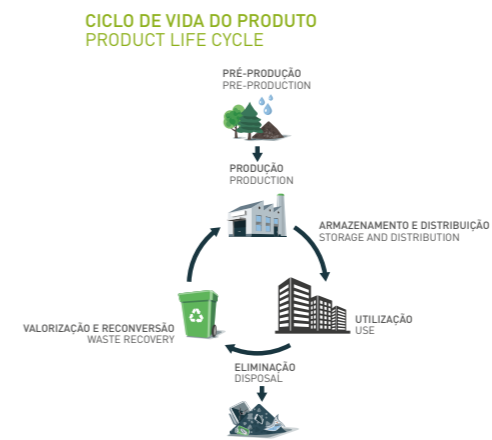 CICLO DE VIDA DO PRODUTO
PRODUCT LIFE CYCLE
PRÉ-PRODUÇÃO
PRE-PRODUCTION
PRODUÇÃO
PRODUCTION
ARMAZENAMENTO E DISTRIBUIÇÃO
STORAGE AND DISTRIBUTION
UTILIZAÇÃO
USE
VALORIZAÇÃO E RECONVERSÃO
WASTE RECOVERY
ELIMINAÇÃO
DISPOSAL